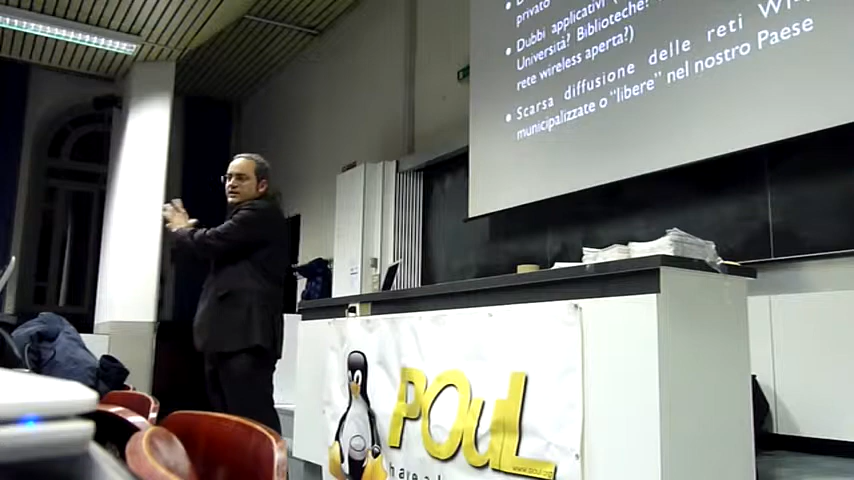 privato
• Dubbi applicativi
Università? Biblioteche?
rete wireless aperta?)
• Scarsa diffusione delle reti
municipalizzate o "libere" nel nostro Paese
POuL
www.poul.org
have a